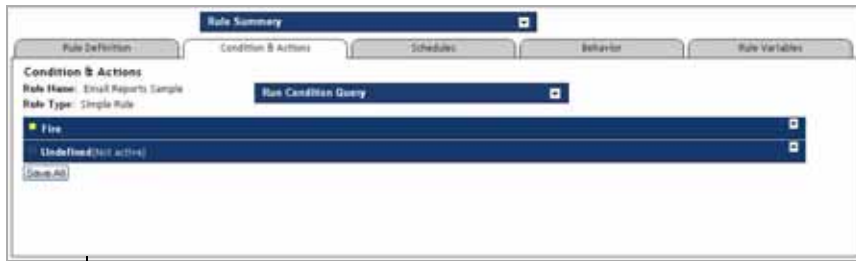 Rule Summary
Rule Definition
Condition & Actions
Schedules
Behavior
Rule Variables
Condition & Actions
Rule Name: Email Reports Sample
Rule Type: Simple Rule
Run Condition Query
Fire
Undefined(Not active)
Save All